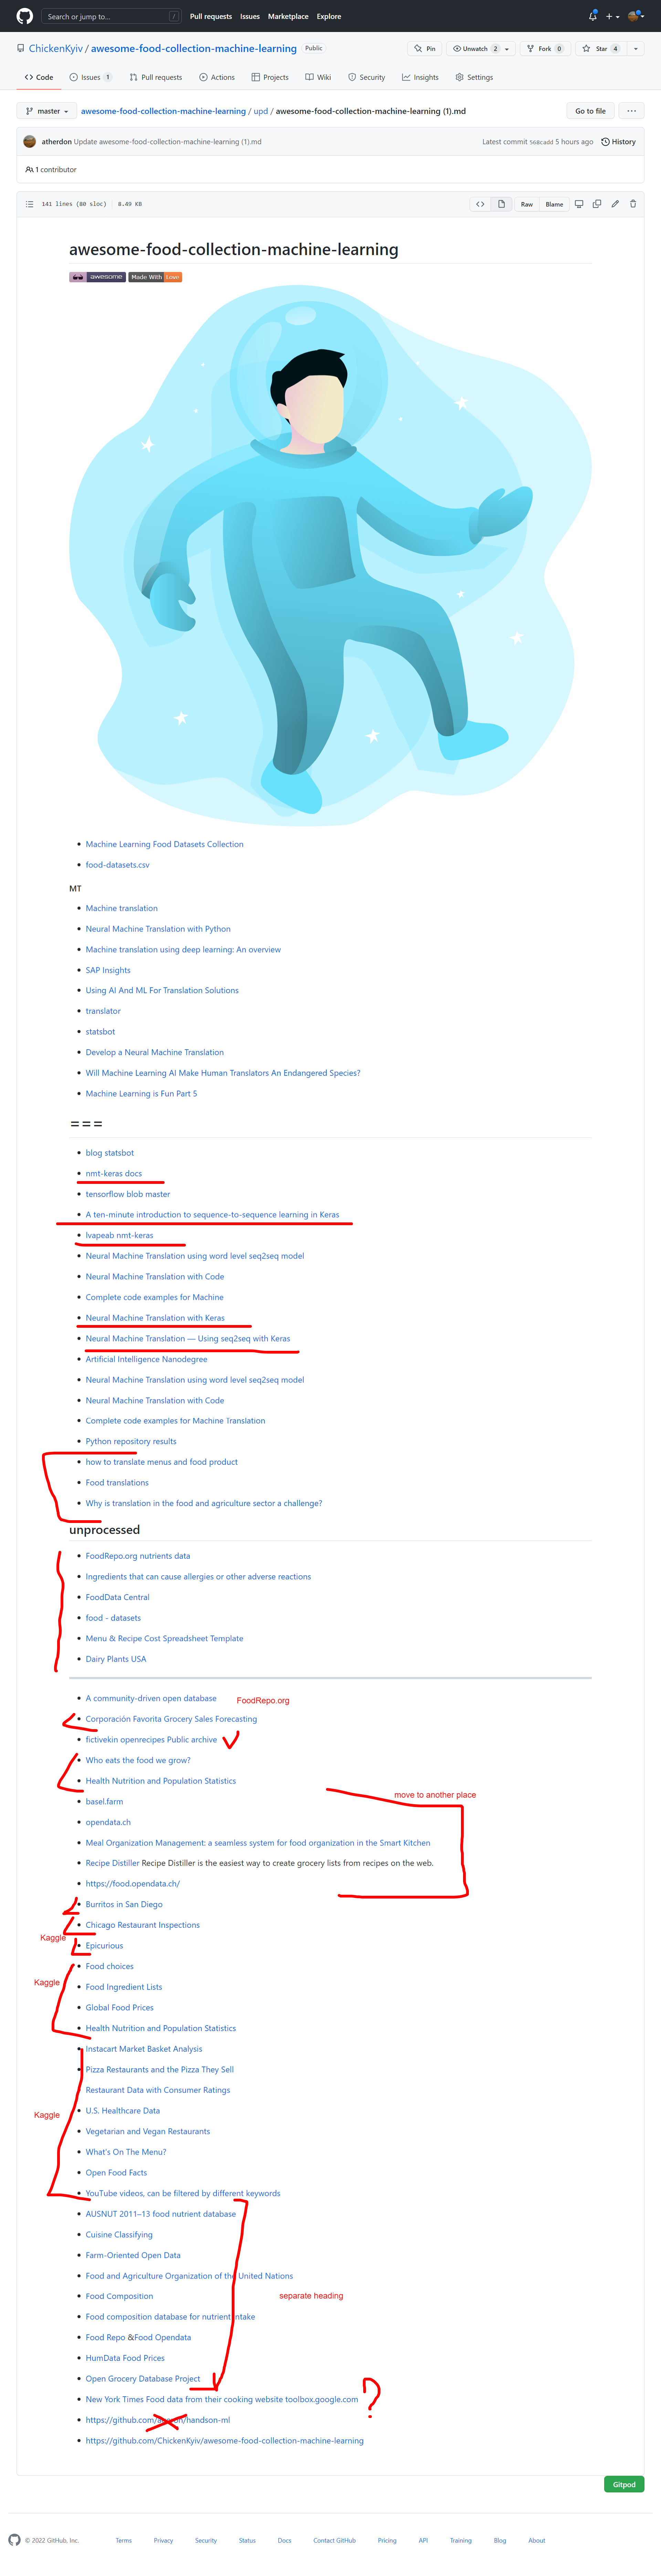 Search or jump to... /
Pull requests Issues Marketplace Explore
ChickenKyiv / awesome-food-collection-machine-learning Public
Pin Unwatch 2 Fork 0 Star 4
Code Issues 1 Pull requests Actions Projects Wiki Security Insights Settings
master awesome-food-collection-machine-learning / upd / awesome-food-collection-machine-learning (1).md Go to file ...
atherdon Update awesome-food-collection-machine-learning (1).md Latest commit 568cadd 5 hours ago History
1 contributor
141 lines (80 sloc) 8.49 KB Raw Blame
awesome-food-collection-machine-learning
awesome Made With Love
Machine Learning Food Datasets Collection
food-datasets.csv
MT
Machine translation
Neural Machine Translation with Python
Machine translation using deep learning: An overview
SAP Insights
Using AI And ML For Translation Solutions
translator
statsbot
Develop a Neural Machine Translation
Will Machine Learning AI Make Human Translators An Endangered Species?
Machine Learning is Fun Part 5
===
blog statsbot
nmt-keras docs
tensorflow blob master
A ten-minute introduction to sequence-to-sequence learning in Keras
lvapeab nmt-keras
Neural Machine Translation using word level seq2seq model
Neural Machine Translation with Code
Complete code examples for Machine
Neural Machine Translation with Keras
Neural Machine Translation — Using seq2seq with Keras
Artificial Intelligence Nanodegree
Neural Machine Translation using word level seq2seq model
Neural Machine Translation with Code
Complete code examples for Machine Translation
Python repository results
how to translate menus and food product
Food translations
Why is translation in the food and agriculture sector a challenge?
unprocessed
FoodRepo.org nutrients data
Ingredients that can cause allergies or other adverse reactions
FoodData Central
food - datasets
Menu & Recipe Cost Spreadsheet Template
Dairy Plants USA
A community-driven open database FoodRepo.org
Corporación Favorita Grocery Sales Forecasting
fictivekin openrecipes Public archive
Who eats the food we grow?
Health Nutrition and Population Statistics
move to another place
basel.farm
opendata.ch
Meal Organization Management: a seamless system for food organization in the Smart Kitchen
Recipe Distiller Recipe Distiller is the easiest way to create grocery lists from recipes on the web.
https://food.opendata.ch/
Burritos in San Diego
Chicago Restaurant Inspections
Kaggle
Epicurious
Food choices
Kaggle
Food Ingredient Lists
Global Food Prices
Health Nutrition and Population Statistics
Instacart Market Basket Analysis
Pizza Restaurants and the Pizza They Sell
Restaurant Data with Consumer Ratings
U.S. Healthcare Data
Kaggle
Vegetarian and Vegan Restaurants
What's On The Menu?
Open Food Facts
YouTube videos, can be filtered by different keywords
AUSNUT 2011–13 food nutrient database
Cuisine Classifying
Farm-Oriented Open Data
Food and Agriculture Organization of the United Nations
Food Composition separate heading
Food composition database for nutrient intake
Food Repo &Food Opendata
HumData Food Prices
Open Grocery Database Project
New York Times Food data from their cooking website toolbox.google.com ?
https://github.com/ /handson-ml
https://github.com/ChickenKyiv/awesome-food-collection-machine-learning
Gitpod
© 2022 GitHub, Inc. Terms Privacy Security Status Docs Contact GitHub Pricing API Training Blog About